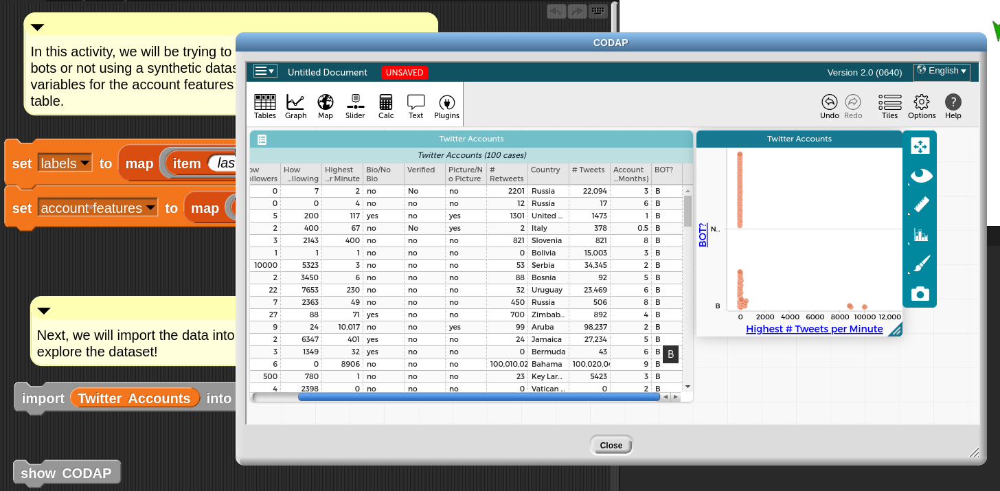 In this activity, we will be trying to
bots or not using a synthetic datas
variables for the account features
table.
set labels to map item las
set account features to map
Next, we will import the data into
explore the dataset!
import Twitter Accounts into
show CODAP
CODAP
Untitled Document UNSAVED Version 2.0 (0640) English
Tables Graph Map Slider Calc Text Plugins Undo Redo Tiles Options Help
Twitter Accounts
Twitter Accounts (100 cases)
ow How Highest Bio/No Verified Picture/N # Country # Tweets Account BOT?
ollowers ...llowing ...r Minute Bio o Picture Retweets ...Months)
0 7 2 no No no 2201 Russia 22,094 3 B
0 0 4 no no no 12 Russia 17 6 B
5 200 117 yes no yes 1301 United ... 1473 1 B
2 400 67 no No yes 2 Italy 378 0.5 B
3 2143 400 no no no 821 Slovenia 821 8 B
1 1 1 no no no 0 Bolivia 15,003 3 B
10000 5323 3 no no no 53 Serbia 34,345 2 B
2 3450 6 no no no 88 Bosnia 92 5 B
22 7653 230 no no no 32 Uruguay 23,469 6 B
7 2363 49 no no no 450 Russia 506 8 B
27 88 71 yes no no 700 Zimbab... 892 4 B
9 24 10,017 no no yes 99 Aruba 98,237 2 B
2 6347 401 yes no no 24 Jamaica 27,234 5 B
3 1349 32 yes no no 0 Bermuda 43 6 B
B
6 0 8906 no no no 100,010,02 Bahama 100,020,04 9 B
500 780 1 no no no 23 Key Lar... 5423 3 B
4 2398 0 no no no 0 Vatican ... 0 2 B
Twitter Accounts
BOT?
N...
B
0 2000 4000 6000 8000 10000 12,000
Highest # Tweets per Minute
Close